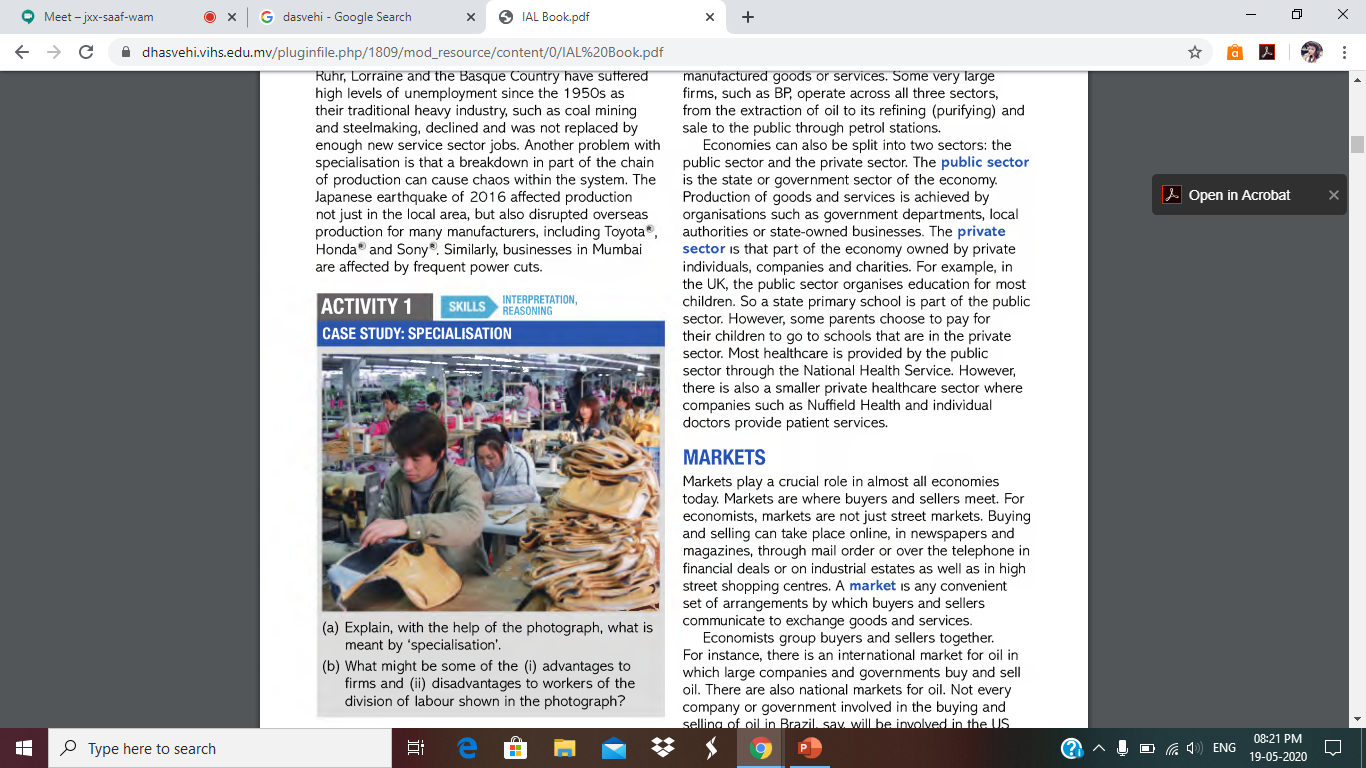 Meet – jxx-saaf-wam
dasvehi - Google Search
IAL Book.pdf
dhasvehi.vihs.edu.mv/pluginfile.php/1809/mod_resource/content/0/IAL%20Book.pdf
Open in Acrobat
Ruhr, Lorraine and the Basque Country have suffered
high levels of unemployment since the 1950s as
their traditional heavy industry, such as coal mining
and steelmaking, declined and was not replaced by
enough new service sector jobs. Another problem with
specialisation is that a breakdown in part of the chain
of production can cause chaos within the system. The
Japanese earthquake of 2016 affected production
not just in the local area, but also disrupted overseas
production for many manufacturers, including Toyota®,
Honda® and Sony®. Similarly, businesses in Mumbai
are affected by frequent power cuts.
ACTIVITY 1
SKILLS
INTERPRETATION,
REASONING
CASE STUDY: SPECIALISATION
(a) Explain, with the help of the photograph, what is
meant by ‘specialisation’.
(b) What might be some of the (i) advantages to
firms and (ii) disadvantages to workers of the
division of labour shown in the photograph?
manufactured goods or services. Some very large
firms, such as BP, operate across all three sectors,
from the extraction of oil to its refining (purifying) and
sale to the public through petrol stations.
Economies can also be split into two sectors: the
public sector and the private sector. The public sector
is the state or government sector of the economy.
Production of goods and services is achieved by
organisations such as government departments, local
authorities or state-owned businesses. The private
sector is that part of the economy owned by private
individuals, companies and charities. For example, in
the UK, the public sector organises education for most
children. So a state primary school is part of the public
sector. However, some parents choose to pay for
their children to go to schools that are in the private
sector. Most healthcare is provided by the public
sector through the National Health Service. However,
there is also a smaller private healthcare sector where
companies such as Nuffield Health and individual
doctors provide patient services.
MARKETS
Markets play a crucial role in almost all economies
today. Markets are where buyers and sellers meet. For
economists, markets are not just street markets. Buying
and selling can take place online, in newspapers and
magazines, through mail order or over the telephone in
financial deals or on industrial estates as well as in high
street shopping centres. A market is any convenient
set of arrangements by which buyers and sellers
communicate to exchange goods and services.
Economists group buyers and sellers together.
For instance, there is an international market for oil in
which large companies and governments buy and sell
oil. There are also national markets for oil. Not every
company or government involved in the buying and
selling of oil in Brazil, say, will be involved in the US
Type here to search
ENG
08:21 PM
19-05-2020